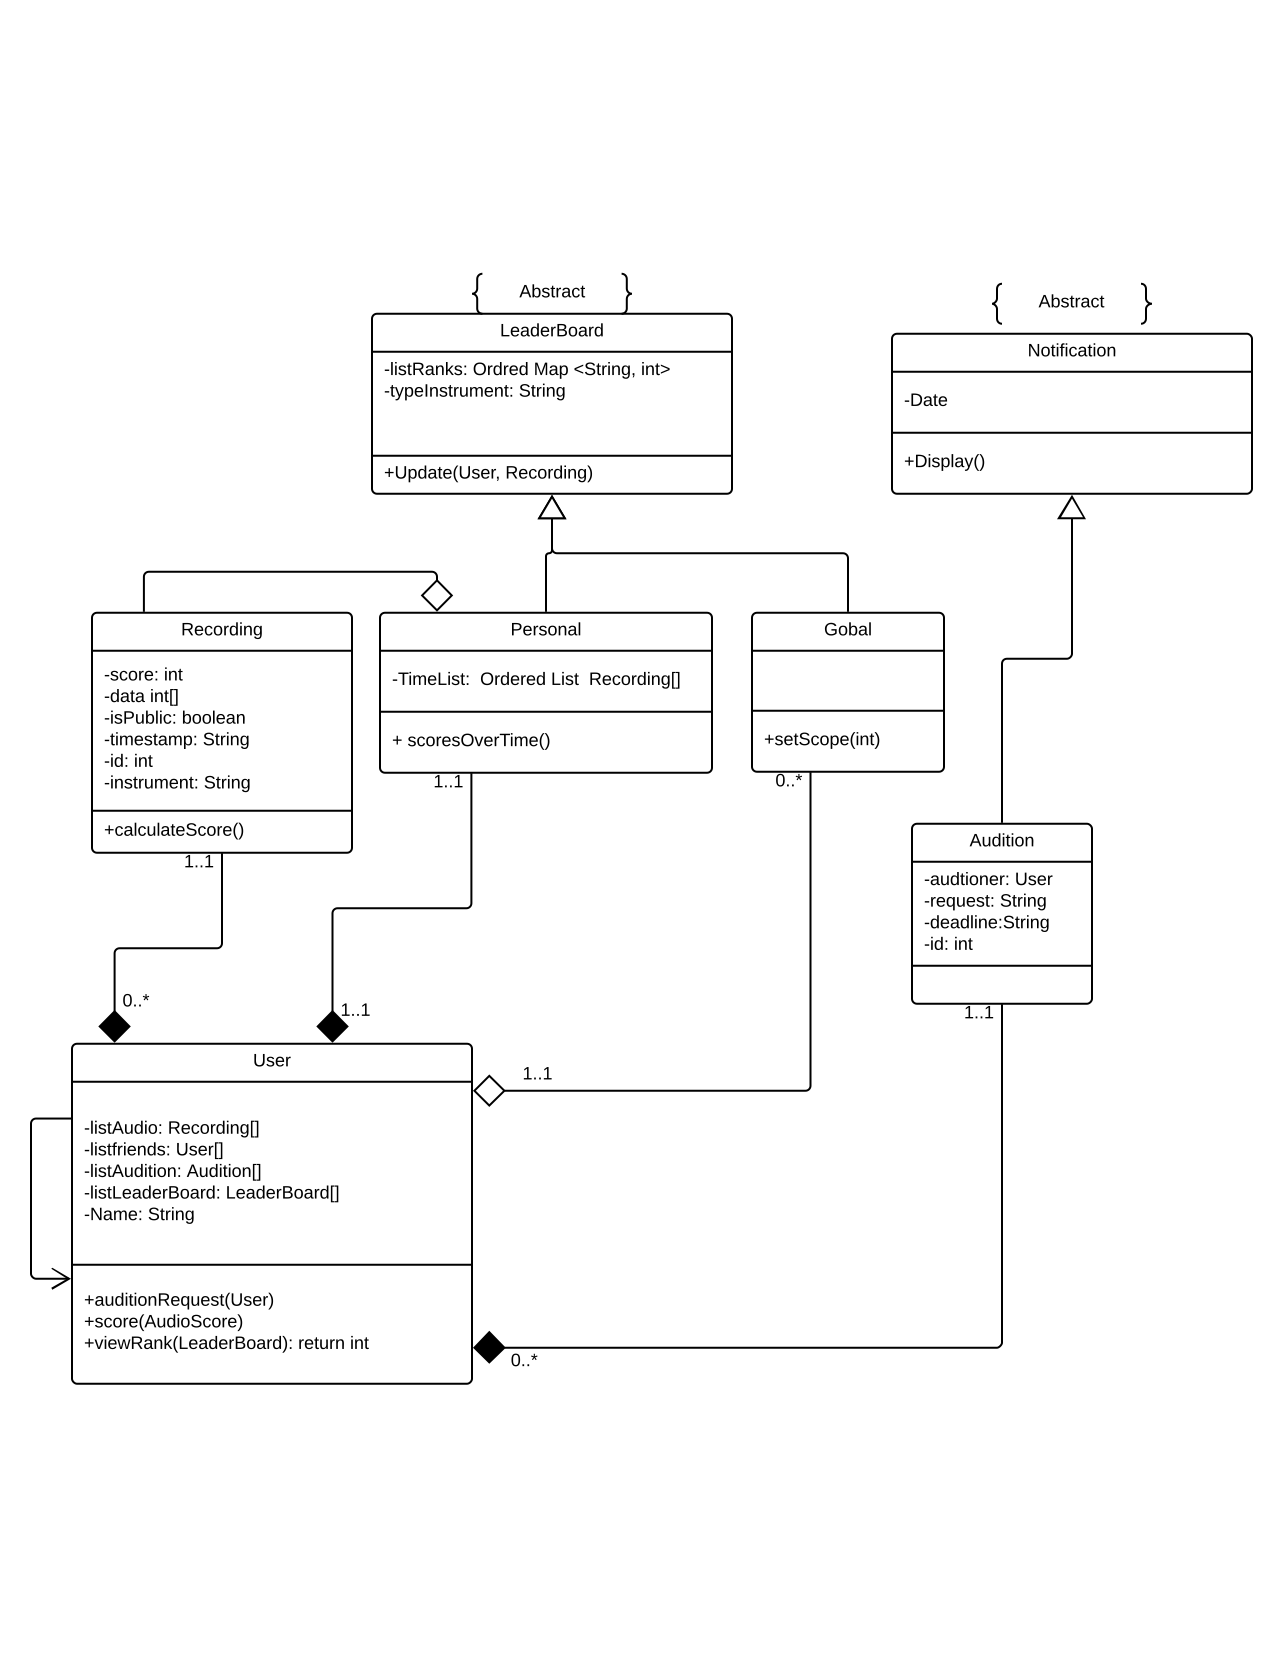 Abstract
LeaderBoard
-listRanks: Ordred Map <String, int>
-typeInstrument: String
+Update(User, Recording)
Abstract
Notification
-Date
+Display()
Recording
-score: int
-data int[]
-isPublic: boolean
-timestamp: String
-id: int
-instrument: String
+calculateScore()
1..1
Personal
-TimeList:  Ordered List  Recording[]
+ scoresOverTime()
1..1
Gobal
+setScope(int)
0..*
Audition
-audtioner: User
-request: String
-deadline:String
-id: int
1..1
0..*
1..1
User
1..1
-listAudio: Recording[]
-listfriends: User[]
-listAudition: Audition[]
-listLeaderBoard: LeaderBoard[]
-Name: String
+auditionRequest(User)
+score(AudioScore)
+viewRank(LeaderBoard): return int
0..*